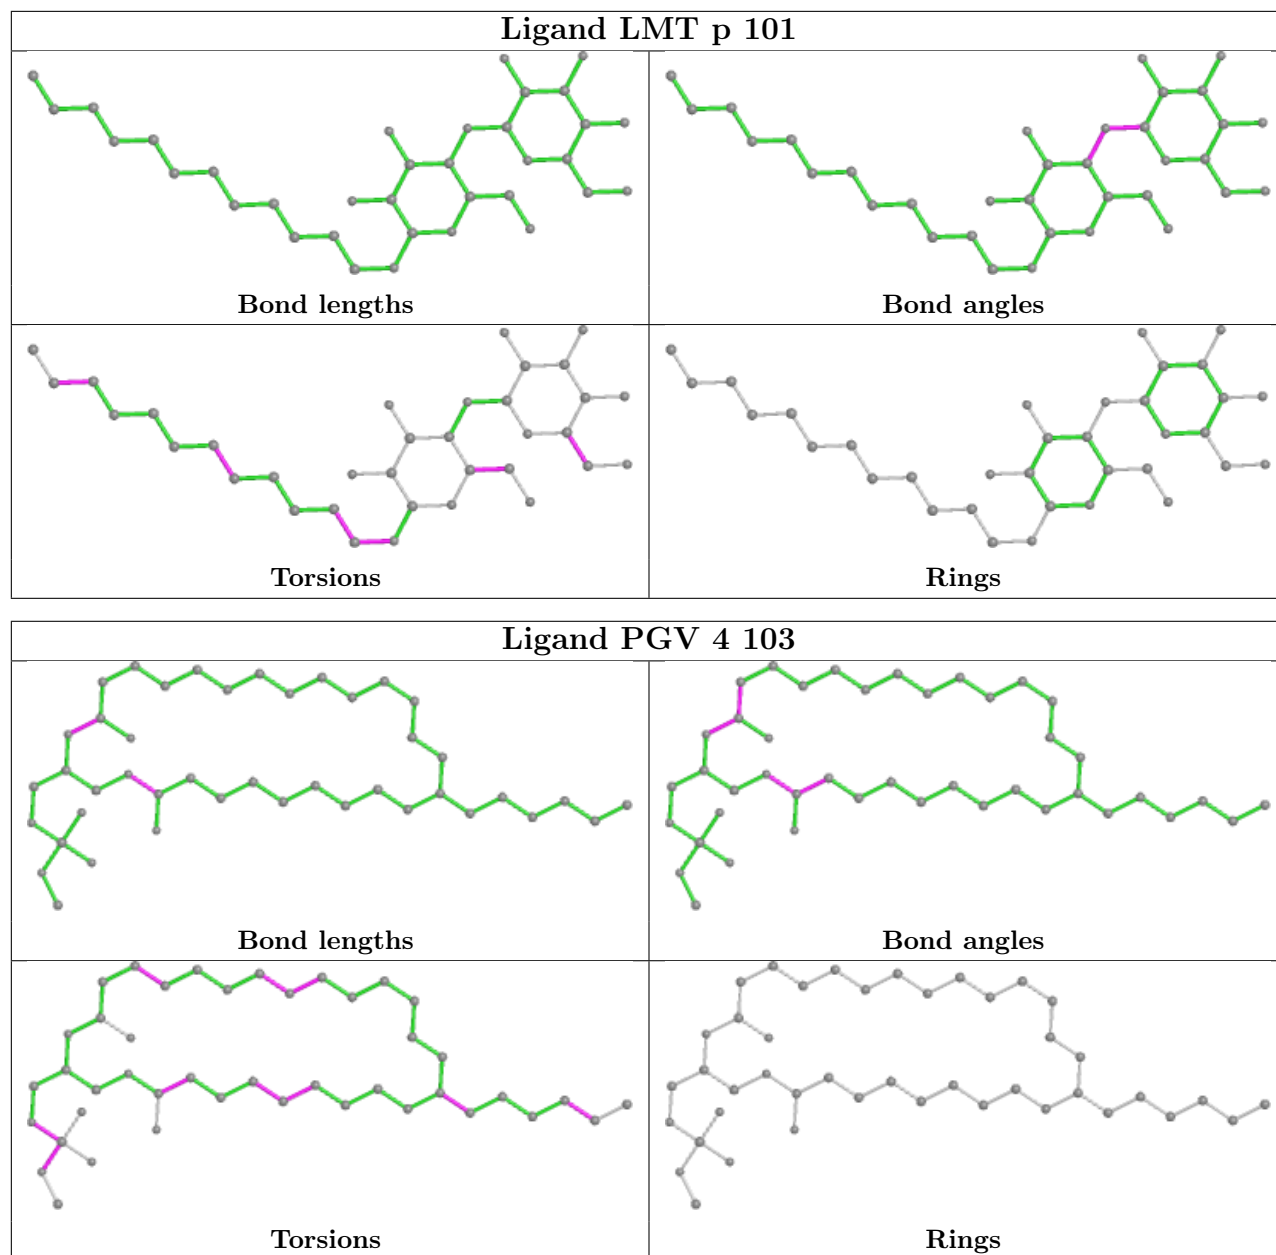 Ligand LMT p 101
Bond lengths
Bond angles
Torsions
Rings
Ligand PGV 4 103
Bond lengths
Bond angles
Torsions
Rings